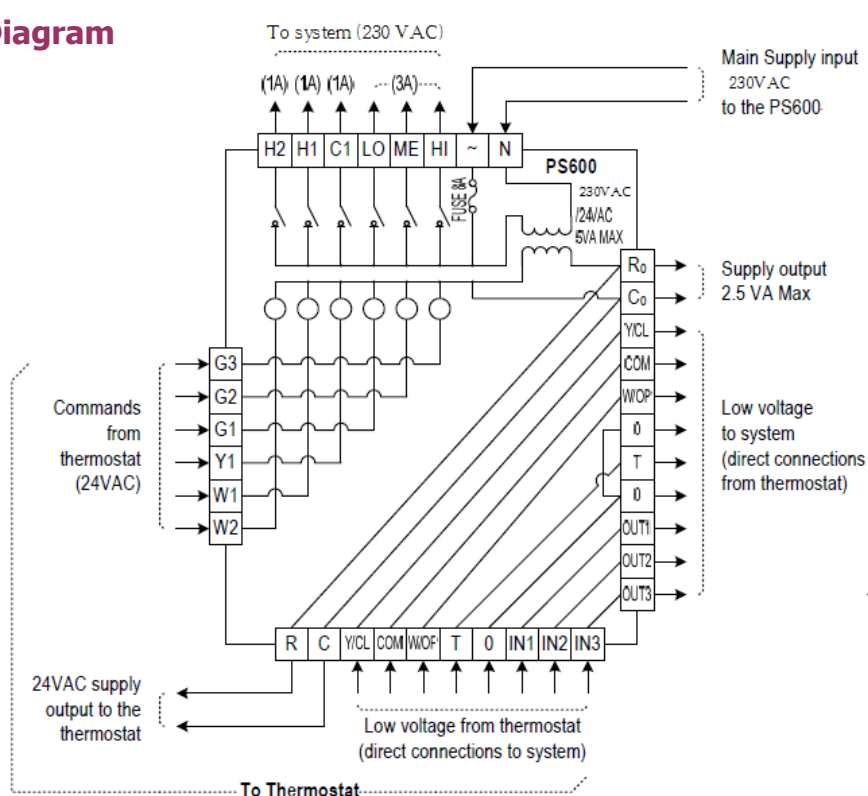 Diagram
To system (230 VAC)
(1A) (1A) (1A) (3A)
Main Supply input
230VAC
to the PS600
H2 H1 C1 LO ME HI ~ N
PS600
230VAC
/24VAC
5VA MAX
FUSE 8A
R0
C0
Y/CL
COM
W/OP
0
T
0
OUT1
OUT2
OUT3
Supply output
2.5 VA Max
Low voltage
to system
(direct connections
from thermostat)
G3
G2
G1
Y1
W1
W2
Commands
from
thermostat
(24VAC)
R C Y/CL COM W/OP T 0 IN1 IN2 IN3
24VAC supply
output to the
thermostat
Low voltage from thermostat
(direct connections to system)
To Thermostat